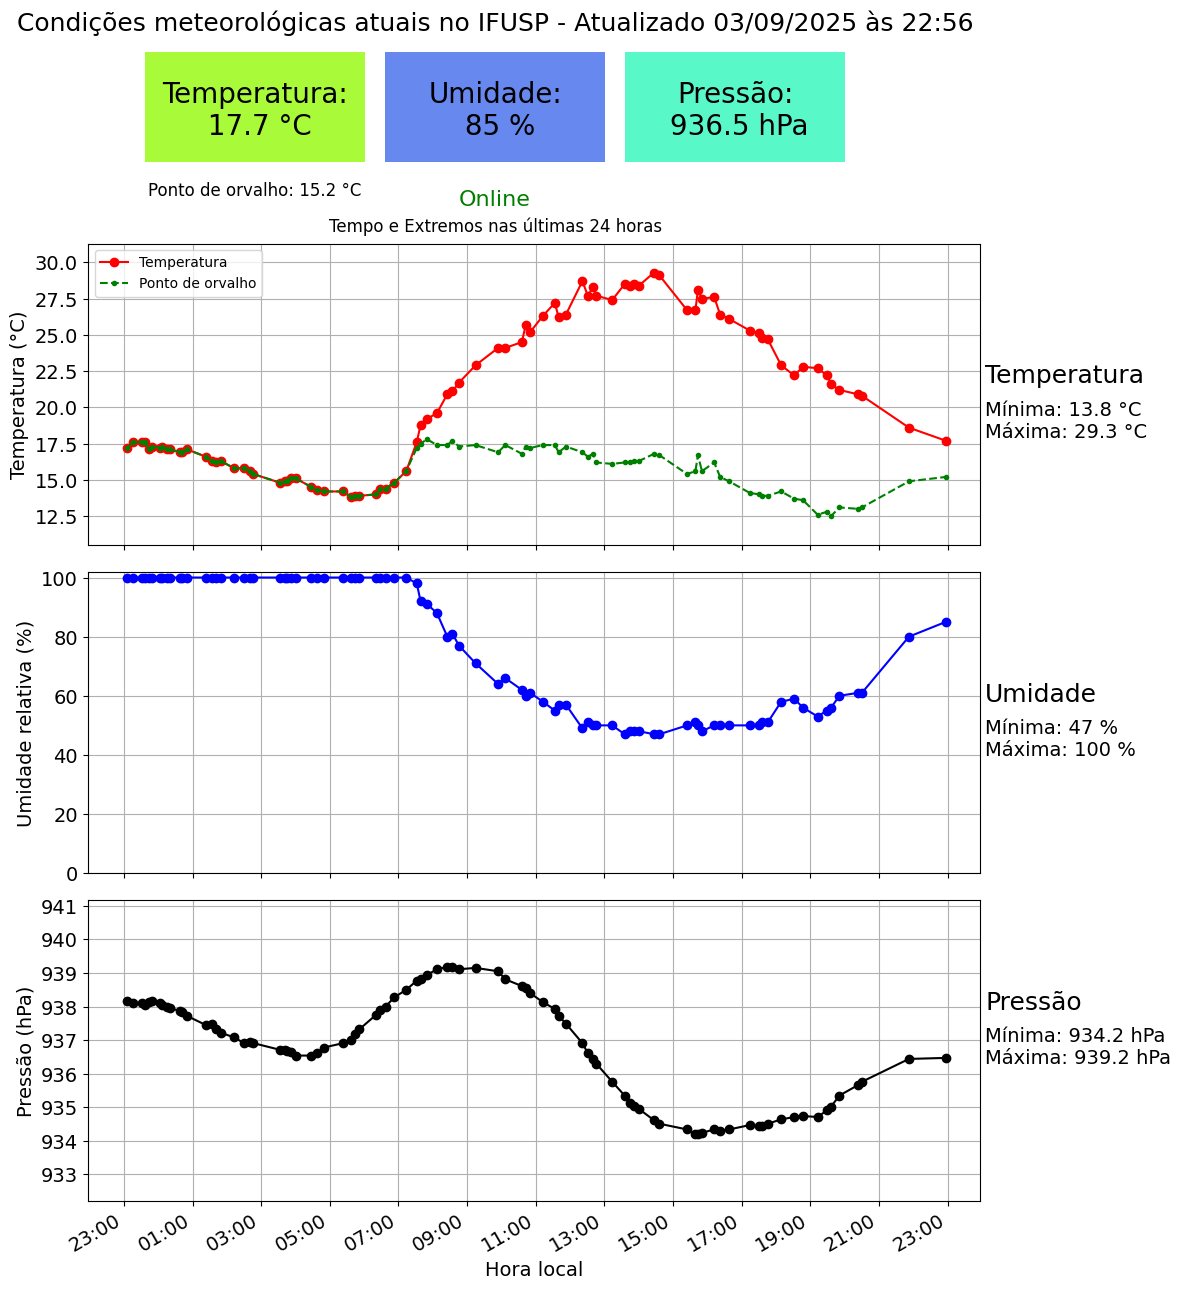 Condições meteorológicas atuais no IFUSP - Atualizado 03/09/2025 às 22:56
Temperatura:
17.7 °C
Umidade:
85 %
Pressão:
936.5 hPa
Ponto de orvalho: 15.2 °C
Online
Tempo e Extremos nas últimas 24 horas
Temperatura
Ponto de orvalho
Temperatura (°C)
30.0
27.5
25.0
22.5
20.0
17.5
15.0
12.5
Temperatura
Mínima: 13.8 °C
Máxima: 29.3 °C
Umidade relativa (%)
100
80
60
40
20
0
Umidade
Mínima: 47 %
Máxima: 100 %
Pressão (hPa)
941
940
939
938
937
936
935
934
933
Pressão
Mínima: 934.2 hPa
Máxima: 939.2 hPa
23:00
01:00
03:00
05:00
07:00
09:00
11:00
13:00
15:00
17:00
19:00
21:00
23:00
Hora local